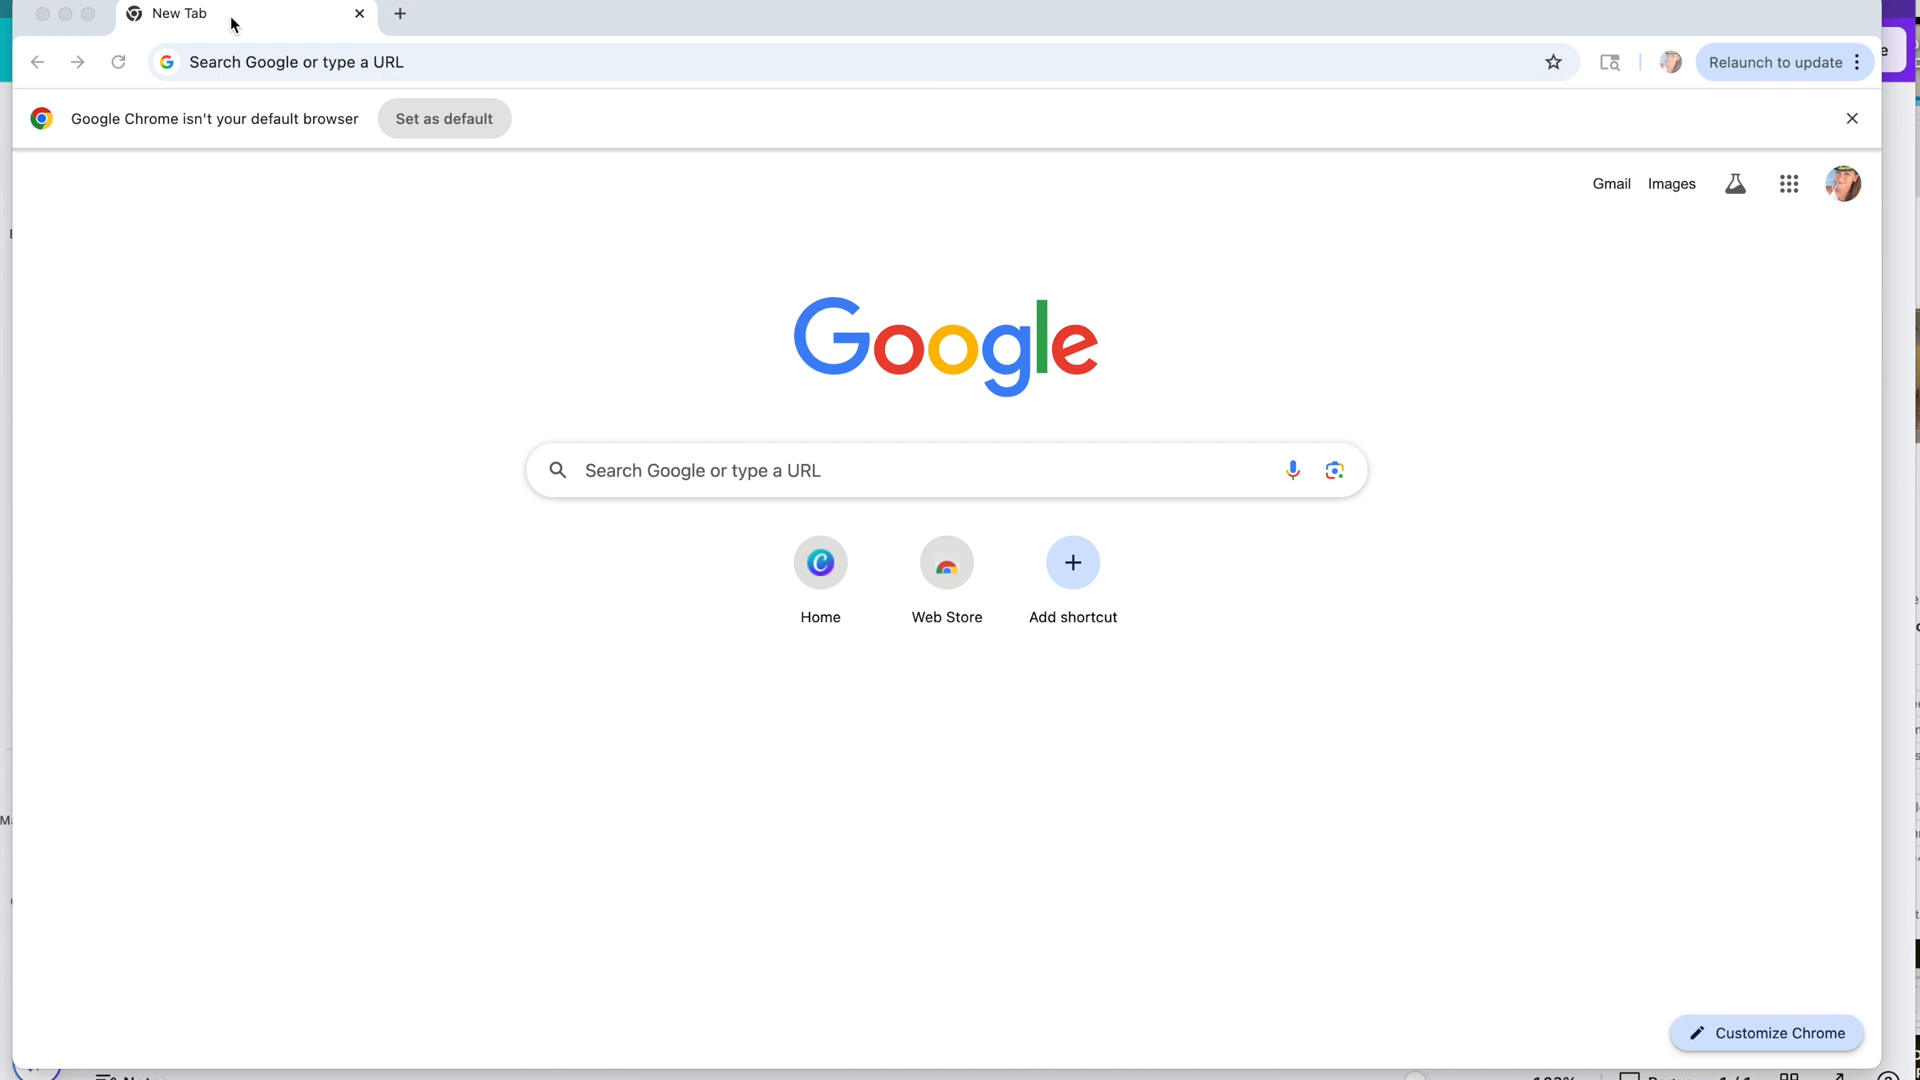 New Tab
Search Google or type a URL
Relaunch to update
Google Chrome isn't your default browser
Set as default
Gmail
Images
Google
Search Google or type a URL
Home
Web Store
Add shortcut
Customize Chrome